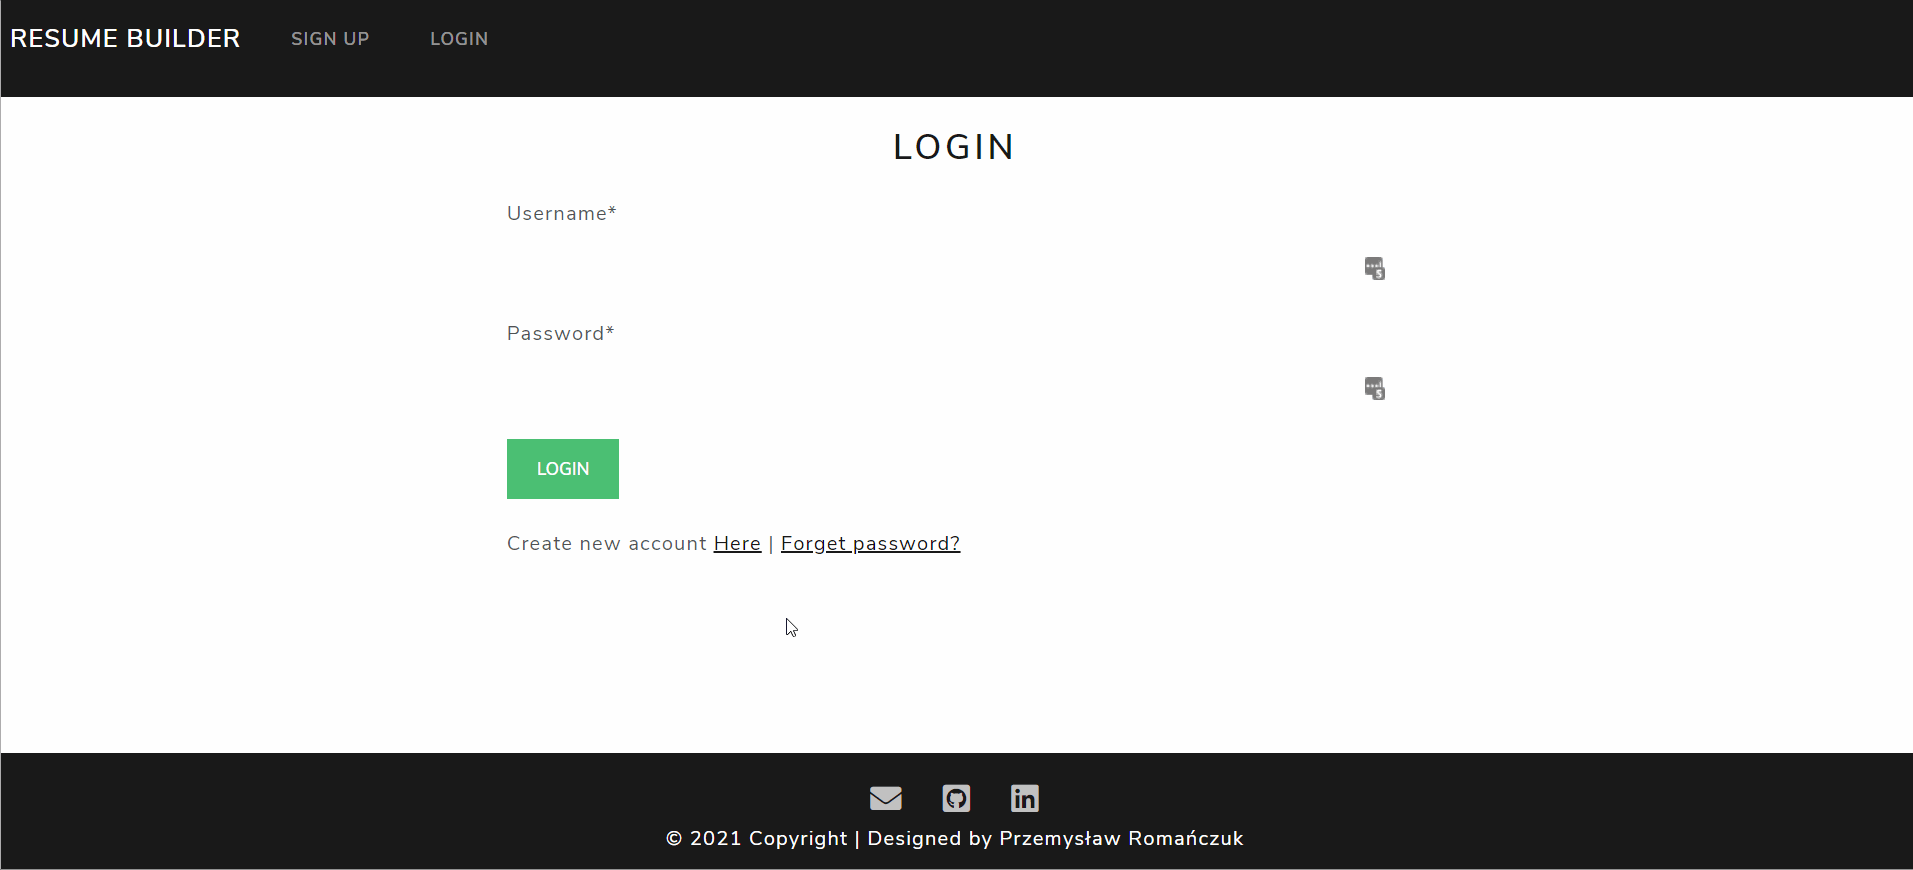 RESUME BUILDER SIGN UP LOGIN
LOGIN
Username*
Password*
LOGIN
Create new account Here | Forget password?
© 2021 Copyright | Designed by Przemysław Romańczuk